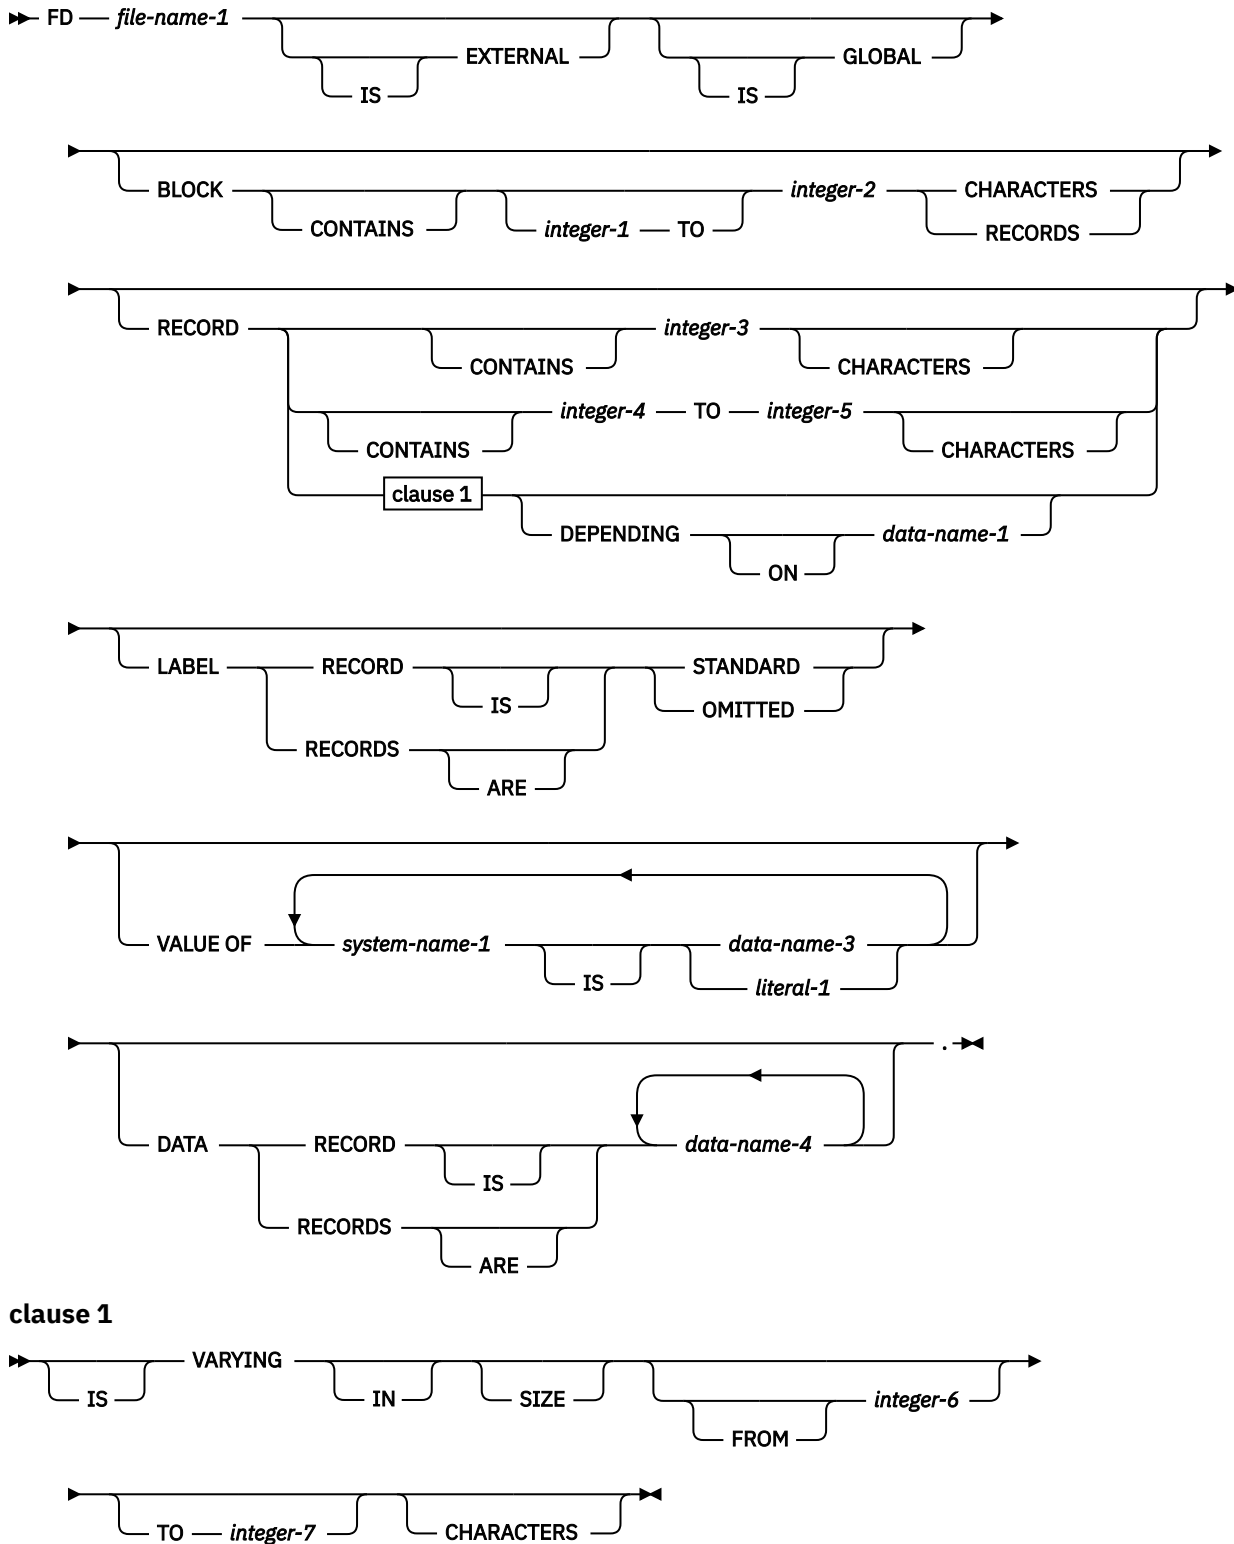 FD file-name-1
EXTERNAL
GLOBAL
IS
IS
BLOCK integer-2 CHARACTERS
CONTAINS integer-1 TO RECORDS
RECORD integer-3
CONTAINS CHARACTERS
integer-4 TO integer-5
CONTAINS CHARACTERS
clause 1
DEPENDING data-name-1
ON
LABEL RECORD STANDARD
IS OMITTED
RECORDS
ARE
VALUE OF system-name-1 data-name-3
IS literal-1
.
DATA RECORD data-name-4
IS
RECORDS
ARE
clause 1
VARYING
IS IN SIZE integer-6
FROM
TO integer-7 CHARACTERS